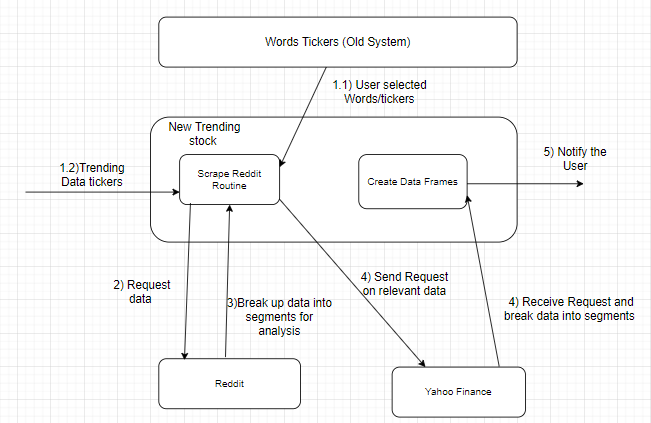 Words Tickers (Old System)
1.1) User selected
Words/tickers
New Trending
stock
1.2)Trending
Data tickers
Scrape Reddit
Routine
Create Data Frames
5) Notify the
User
2) Request
data
3)Break up data into
segments for
analysis
4) Send Request
on relevant data
4) Receive Request and
break data into segments
Reddit
Yahoo Finance